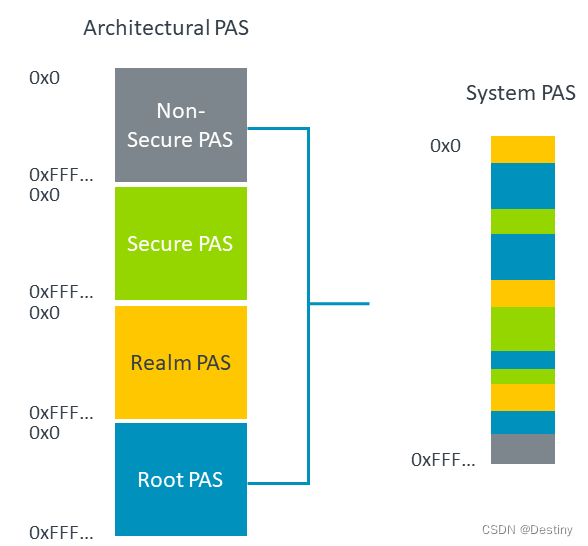 Architectural PAS
0x0
Non-
Secure PAS
0xFFF...
0x0
Secure PAS
0xFFF...
0x0
Realm PAS
0xFFF...
0x0
Root PAS
0xFFF...
System PAS
0x0
0xFFF...
CSDN @Destiny